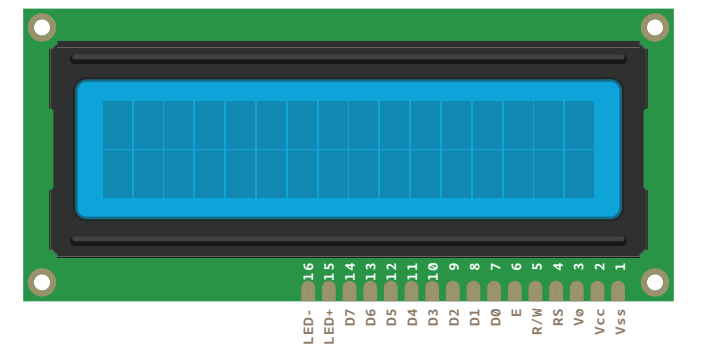 16 15 14 13 12 11 10 9 8 7 6 5 4 3 2 1
LED- LED+ D7 D6 D5 D4 D3 D2 D1 D0 E R/W RS Vø Vcc Vss